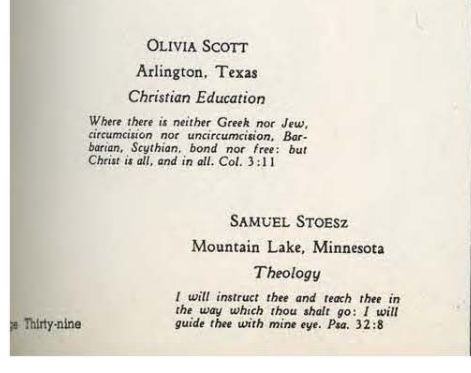 OLIVIA SCOTT
Arlington, Texas
Christian Education
Where there is neither Greek nor Jew,
circumcision nor uncircumcision, Bar-
barian, Scythian, bond nor free: but
Christ is all, and in all. Col. 3:11
SAMUEL STOESZ
Mountain Lake, Minnesota
Theology
I will instruct thee and teach thee in
the way which thou shalt go: I will
guide thee with mine eye. Psa. 32:8
ge Thirty-nine